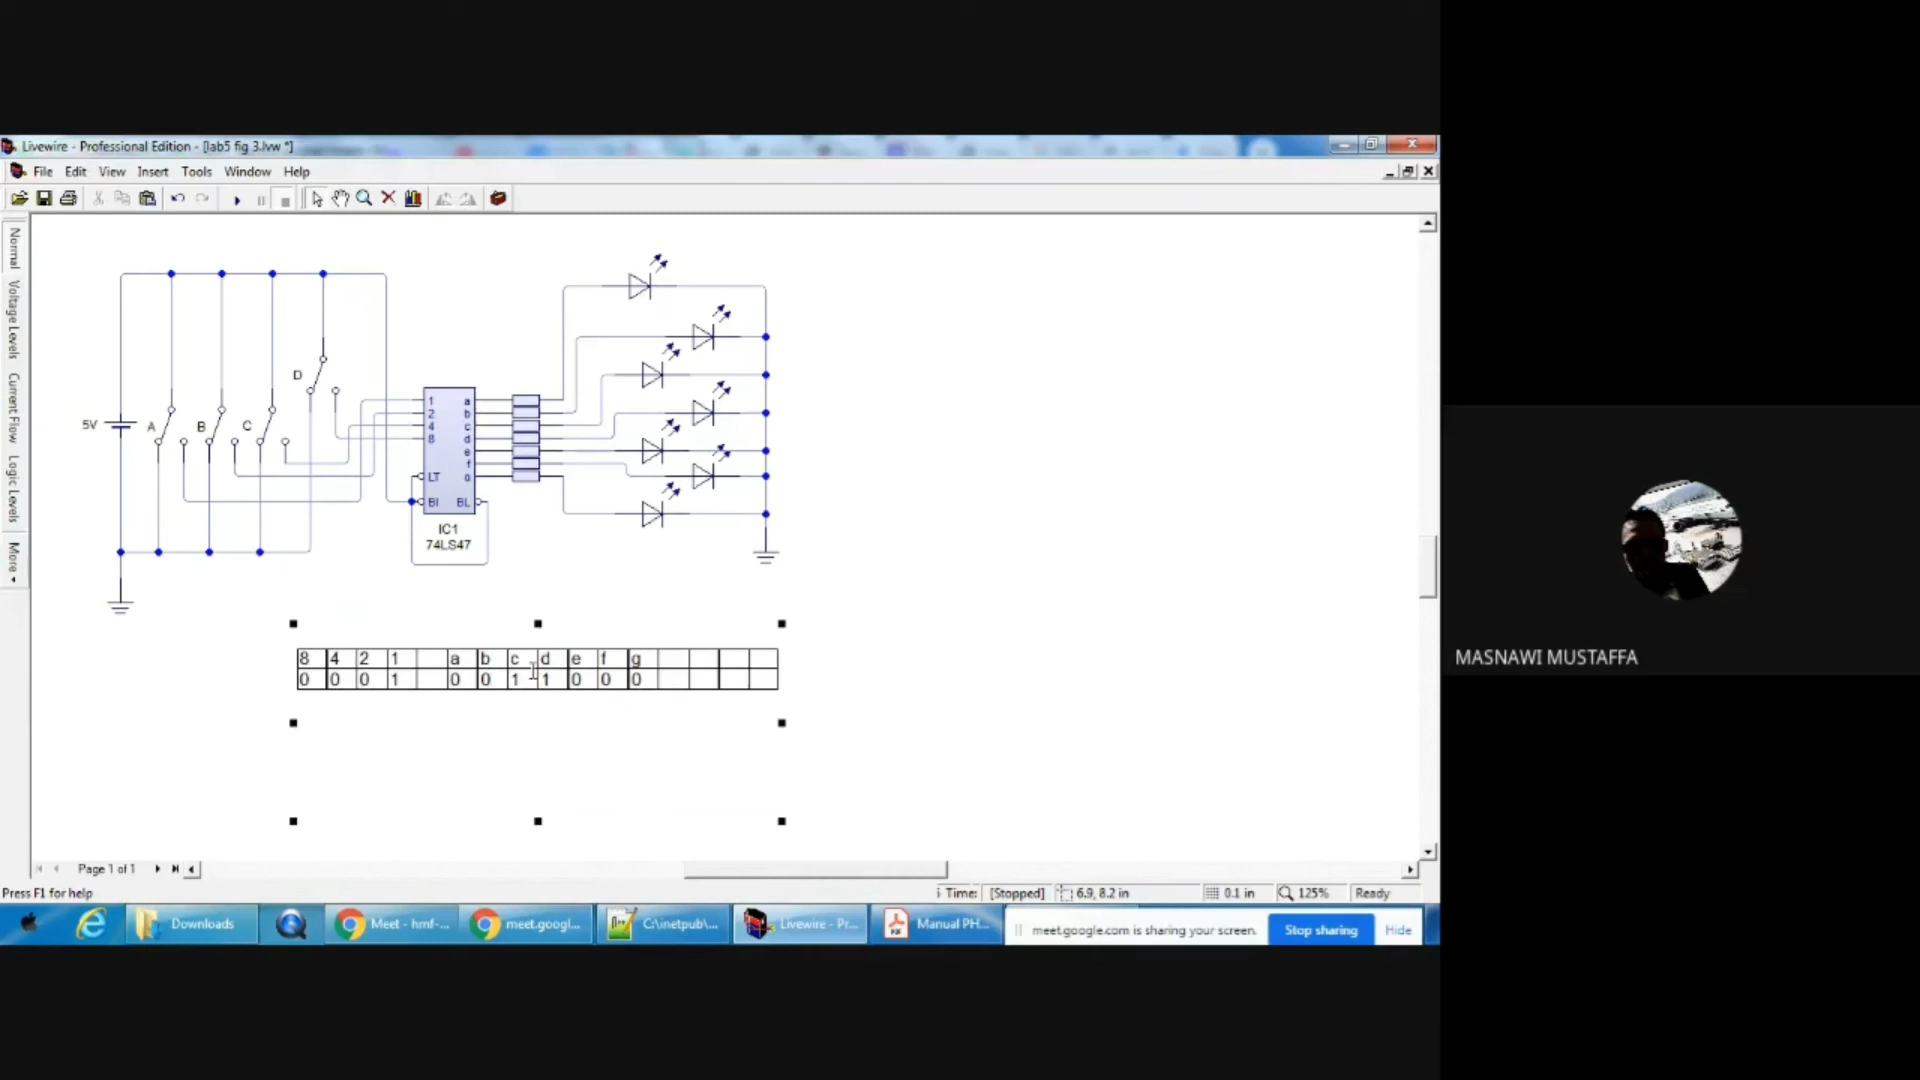 Livewire - Professional Edition - [lab5 fig 3.lvw *]
File Edit View Insert Tools Window Help
Normal
Voltage Levels
Current Flow
Logic Levels
More
5V
A
B
C
D
1 a
2 b
4 c
8 d
e
f
g
LT
BI BL
IC1
74LS47
8 4 2 1 a b c d e f g
0 0 0 1 0 0 1 1 0 0 0
MASNAWI MUSTAFFA
Page 1 of 1
Press F1 for help
Time: [Stopped] 6.9, 8.2 in 0.1 in 125% Ready
Downloads Meet - hmf-... meet.googl... C:\inetpub\... Livewire - Pr... Manual PH... meet.google.com is sharing your screen. Stop sharing Hide